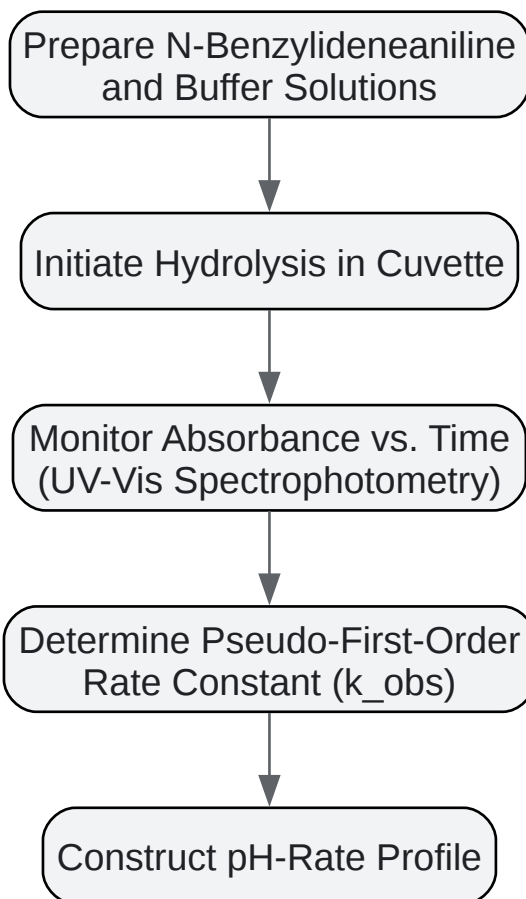 Prepare N-Benzylideneaniline
and Buffer Solutions
Initiate Hydrolysis in Cuvette
Monitor Absorbance vs. Time
(UV-Vis Spectrophotometry)
Determine Pseudo-First-Order
Rate Constant (k_obs)
Construct pH-Rate Profile